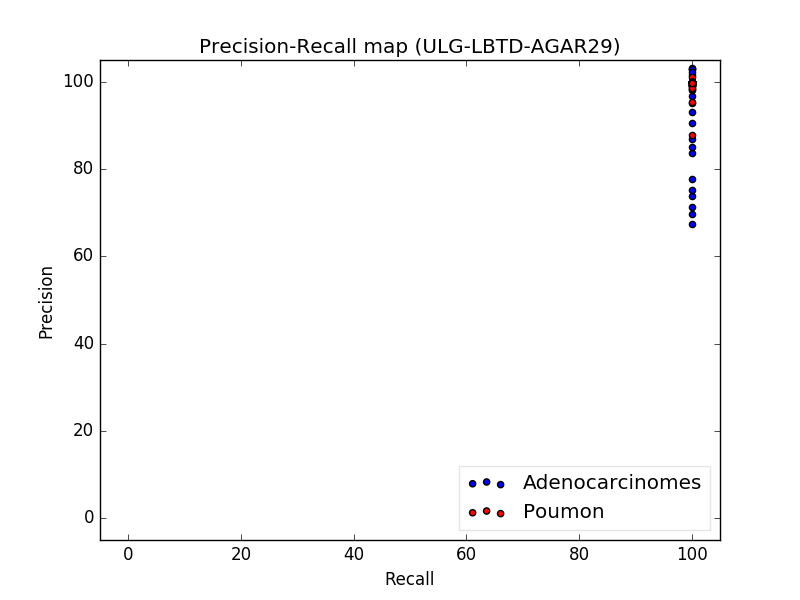 Precision-Recall map (ULG-LBTD-AGAR29)
100
80
60
40
20
0
Precision
Adenocarcinomes
Poumon
0 20 40 60 80 100
Recall